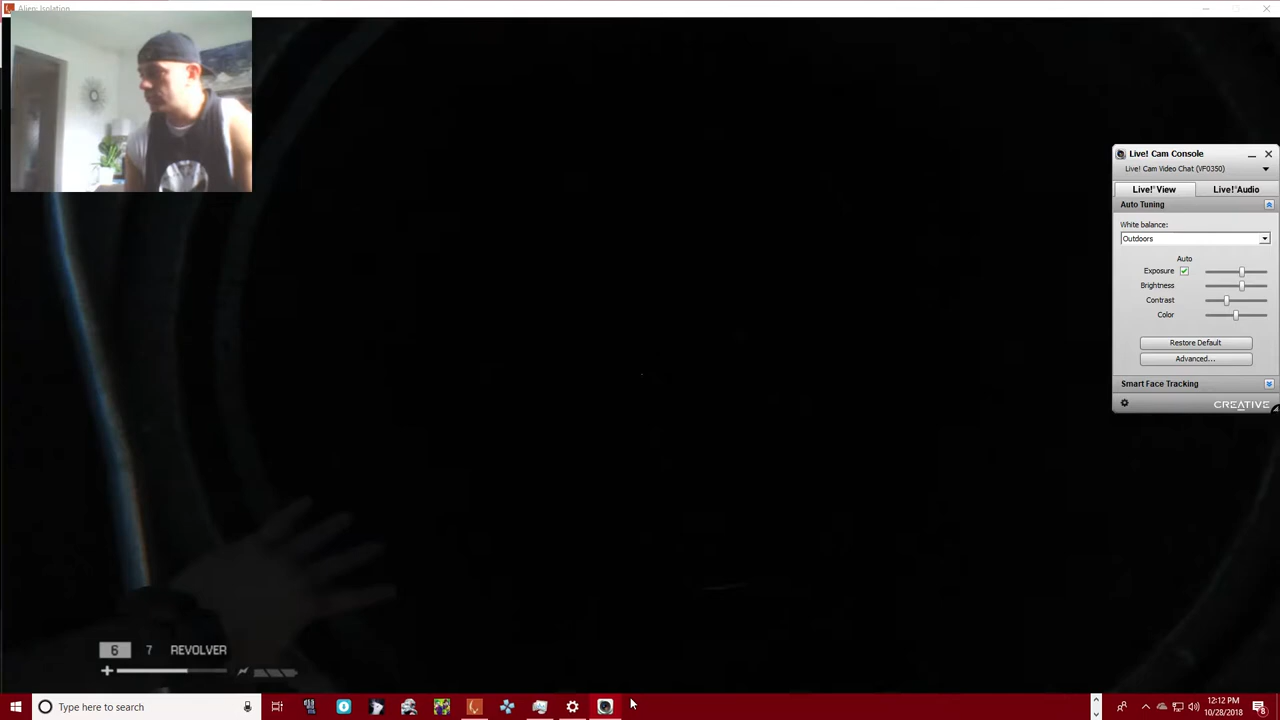 Alien: Isolation
Live! Cam Console
Live! Cam Video Chat (VF0350)
Live! View
Live! Audio
Auto Tuning
White balance:
Outdoors
Auto
Exposure
Brightness
Contrast
Color
Restore Default
Advanced...
Smart Face Tracking
CREATIVE
6 7 REVOLVER
Type here to search
12:12 PM
10/28/2018
8